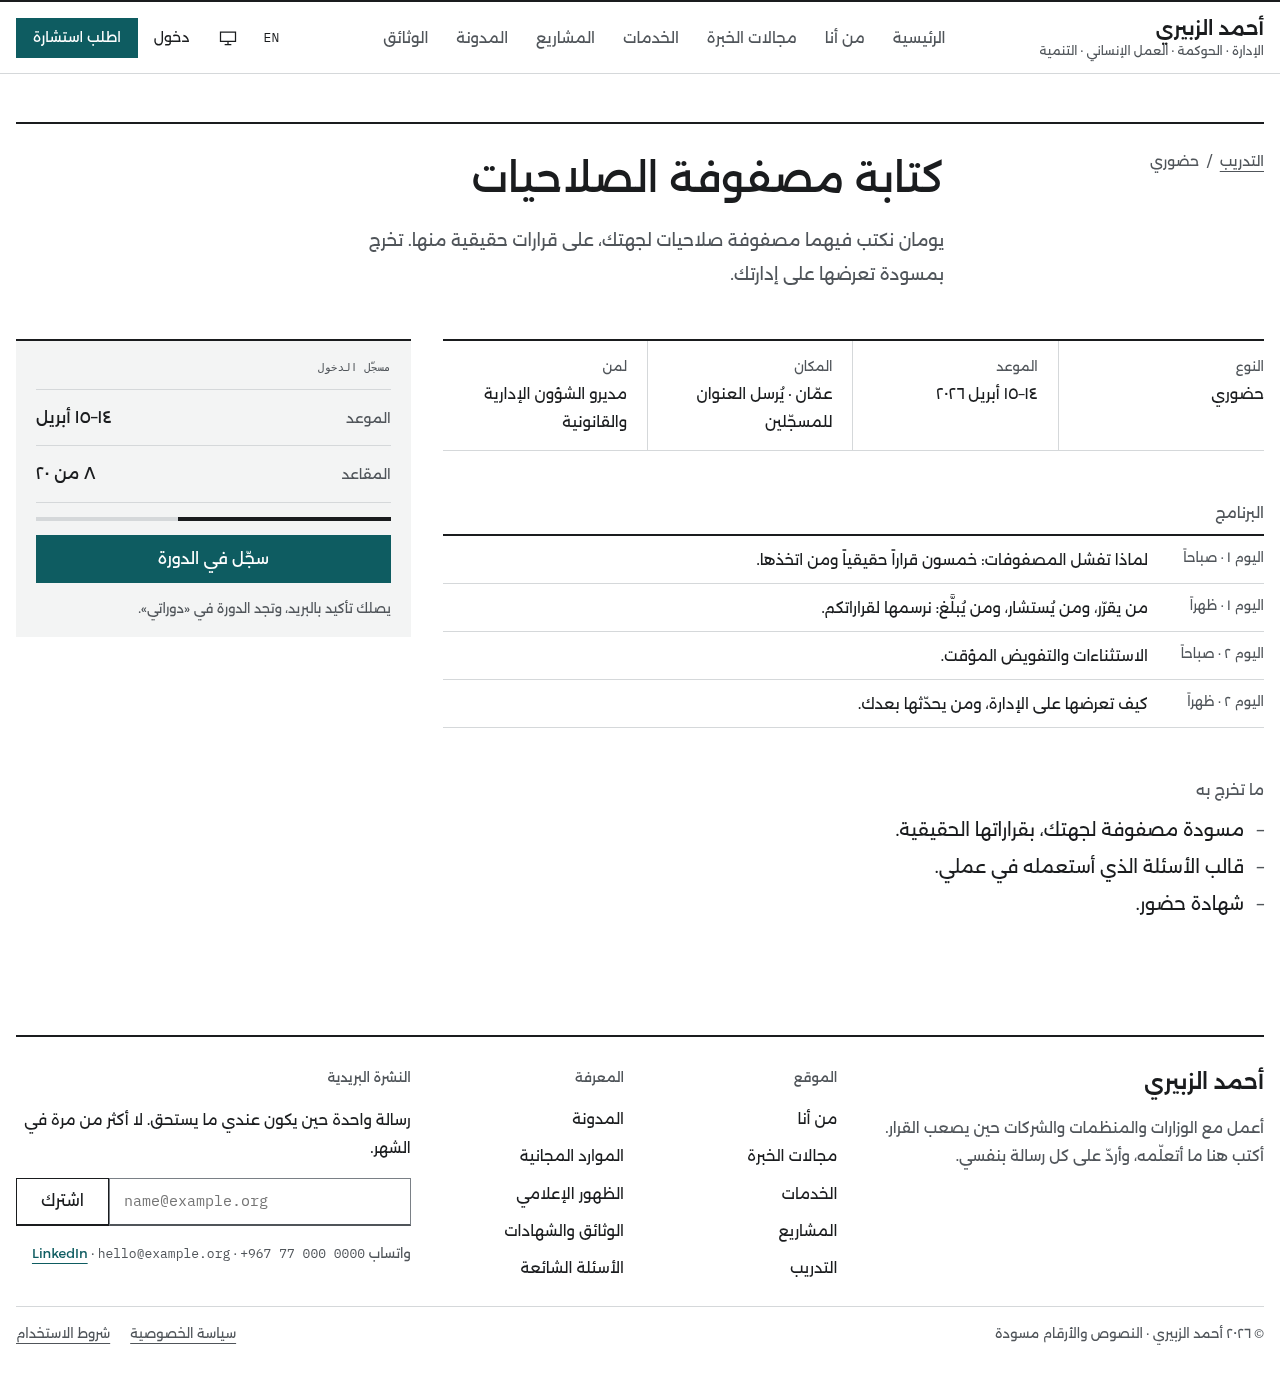 أحمد الزبيري
الإدارة · الحوكمة · العمل الإنساني · التنمية
الرئيسية
من أنا
مجالات الخبرة
الخدمات
المشاريع
المدونة
الوثائق
EN
دخول
اطلب استشارة
التدريب / حضوري
كتابة مصفوفة الصلاحيات
يومان نكتب فيهما مصفوفة صلاحيات لجهتك، على قرارات حقيقية منها. تخرج
بمسودة تعرضها على إدارتك.
النوع
حضوري
الموعد
١٤–١٥ أبريل ٢٠٢٦
المكان
عمّان · يُرسل العنوان
للمسجّلين
لمن
مديرو الشؤون الإدارية
والقانونية
مسجّل الدخول
الموعد
١٤–١٥ أبريل
المقاعد
٨ من ٢٠
سجّل في الدورة
يصلك تأكيد بالبريد، وتجد الدورة في «دوراتي».
البرنامج
اليوم ١ · صباحاً
لماذا تفشل المصفوفات: خمسون قراراً حقيقياً ومن اتخذها.
اليوم ١ · ظهراً
من يقرّر، ومن يُستشار، ومن يُبلَّغ: نرسمها لقراراتكم.
اليوم ٢ · صباحاً
الاستثناءات والتفويض المؤقت.
اليوم ٢ · ظهراً
كيف تعرضها على الإدارة، ومن يحدّثها بعدك.
ما تخرج به
– مسودة مصفوفة لجهتك، بقراراتها الحقيقية.
– قالب الأسئلة الذي أستعمله في عملي.
– شهادة حضور.
أحمد الزبيري
أعمل مع الوزارات والمنظمات والشركات حين يصعب القرار.
أكتب هنا ما أتعلّمه، وأردّ على كل رسالة بنفسي.
الموقع
من أنا
مجالات الخبرة
الخدمات
المشاريع
التدريب
المعرفة
المدونة
الموارد المجانية
الظهور الإعلامي
الوثائق والشهادات
الأسئلة الشائعة
النشرة البريدية
رسالة واحدة حين يكون عندي ما يستحق. لا أكثر من مرة في
الشهر.
name@example.org
اشترك
واتساب +967 77 000 0000 · hello@example.org · LinkedIn
© ٢٠٢٦ أحمد الزبيري · النصوص والأرقام مسودة
سياسة الخصوصية
شروط الاستخدام